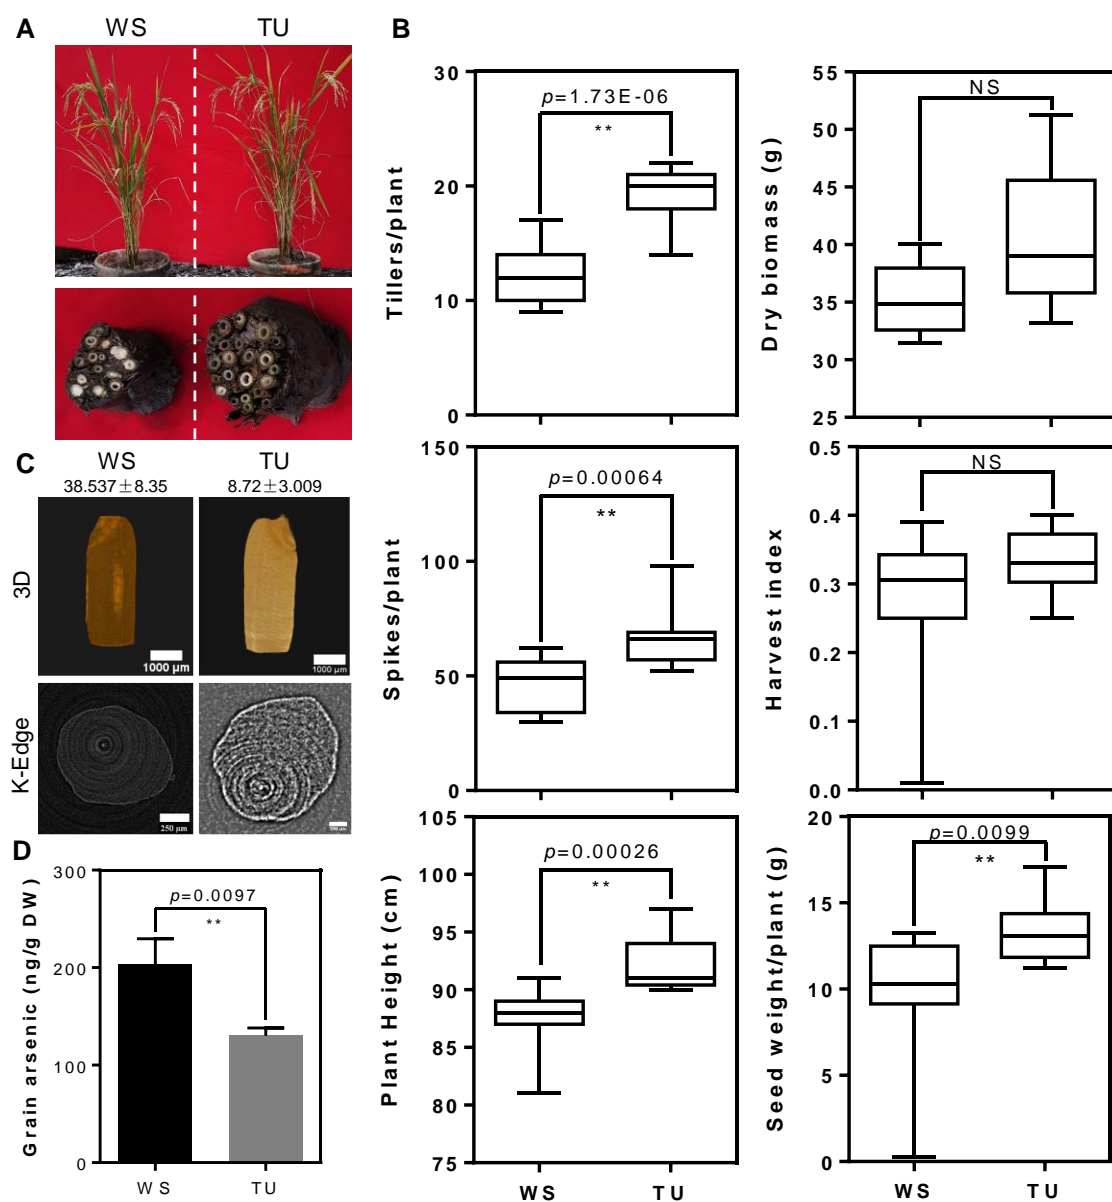 A
WS
TU
B
30
20
10
0
Tillers/plant
p=1.73E-06
**
55
50
45
40
35
30
25
Dry biomass (g)
NS
C
WS
TU
38.537±8.35
8.72±3.009
3D
1000 µm
1000 µm
K-Edge
250 µm
150
100
50
0
Spikes/plant
p=0.00064
**
0.5
0.4
0.3
0.2
0.1
0.0
Harvest index
NS
D
300
200
100
0
Grain arsenic (ng/g DW)
p=0.0097
**
WS
TU
105
100
95
90
85
80
75
Plant Height (cm)
p=0.00026
**
WS
TU
20
15
10
5
0
Seed weight/plant (g)
p=0.0099
**
WS
TU